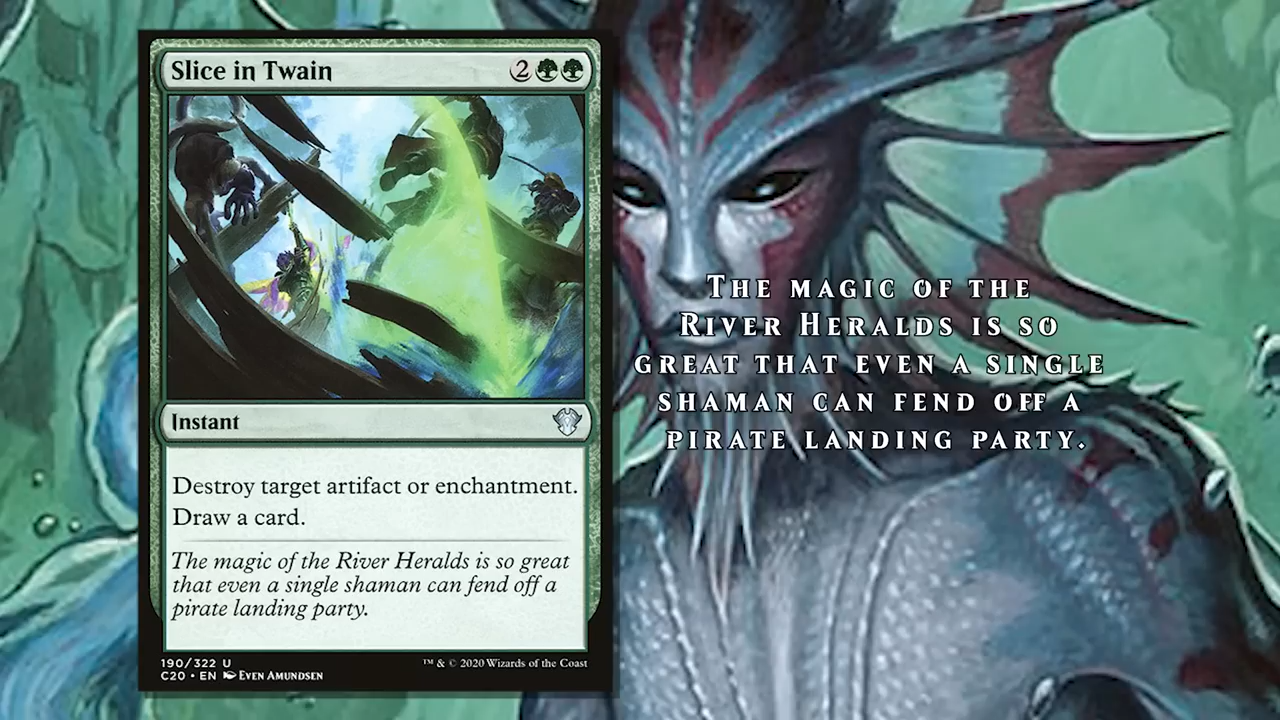 Slice in Twain 2
Instant
Destroy target artifact or enchantment.
Draw a card.
The magic of the River Heralds is so great
that even a single shaman can fend off a
pirate landing party.
190/322 U
C20 • EN Even Amundsen
™ & © 2020 Wizards of the Coast
The magic of the
River Heralds is so
great that even a single
shaman can fend off a
pirate landing party.